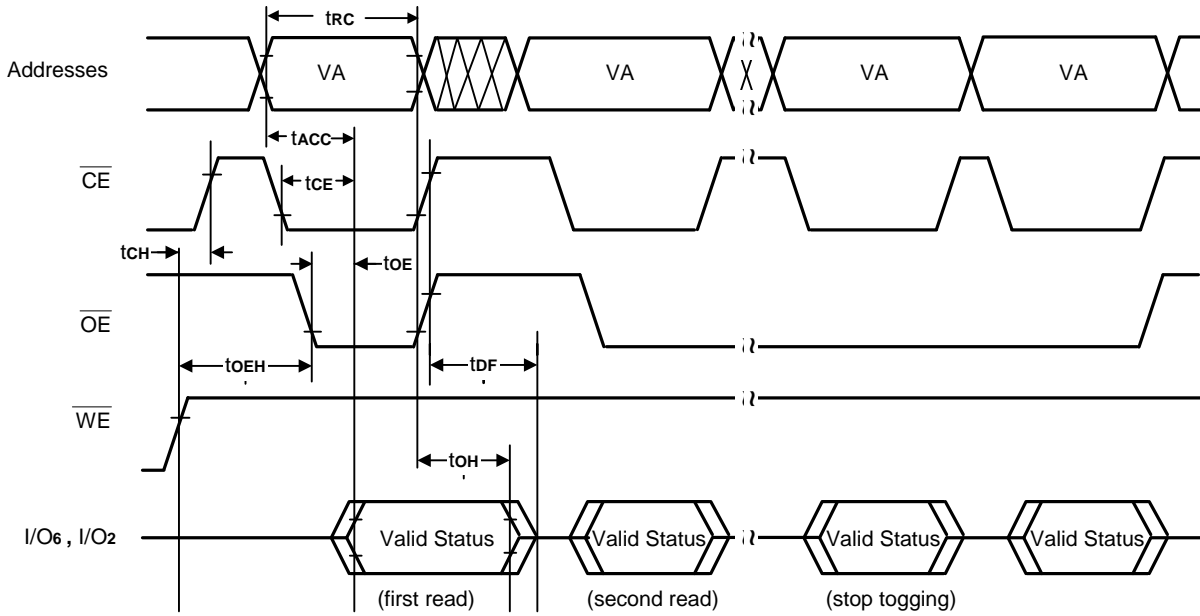 tRC
Addresses VA VA VA VA
tACC
CE tCE
tCH tOE
OE
tOEH tDF
WE
tOH
I/O6 , I/O2 Valid Status Valid Status Valid Status Valid Status
(first read) (second read) (stop togging)